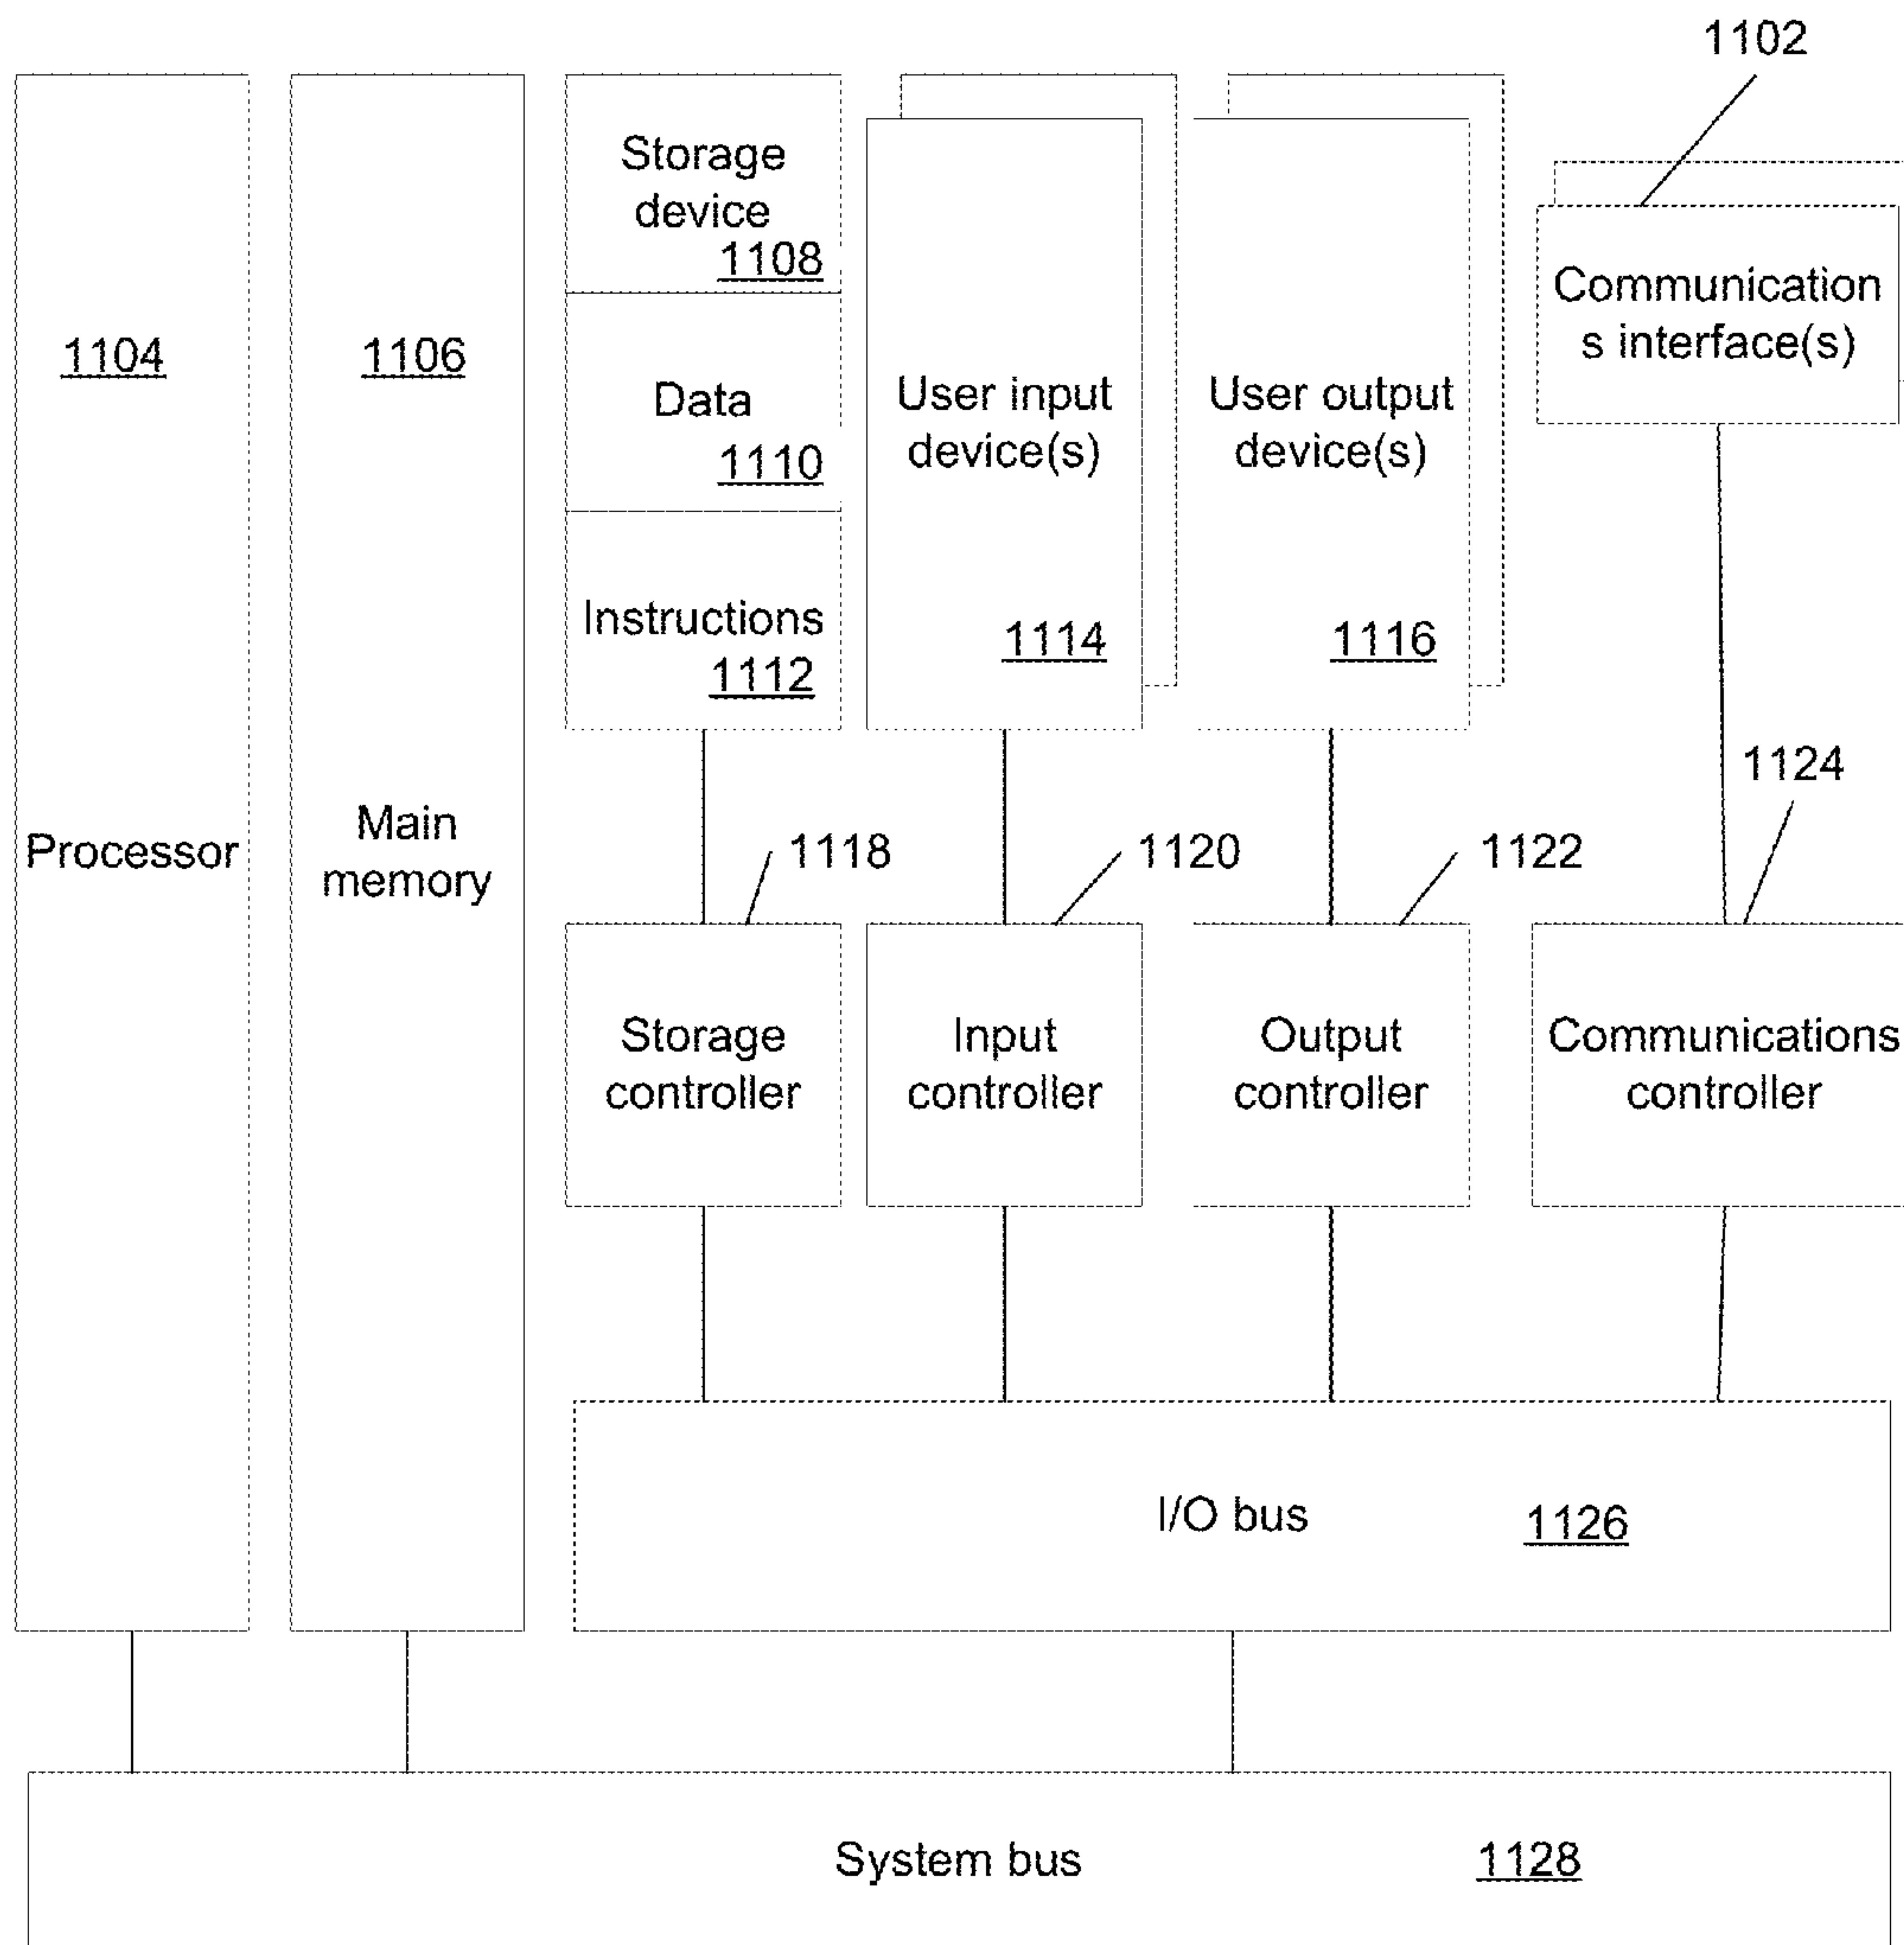 1102
Storage
device
1108
Communication
s interface(s)
1104
1106
Data
1110
User input
device(s)
User output
device(s)
Instructions
1112
1114
1116
1124
Processor
Main
memory
1118
1120
1122
Storage
controller
Input
controller
Output
controller
Communications
controller
I/O bus
1126
System bus
1128